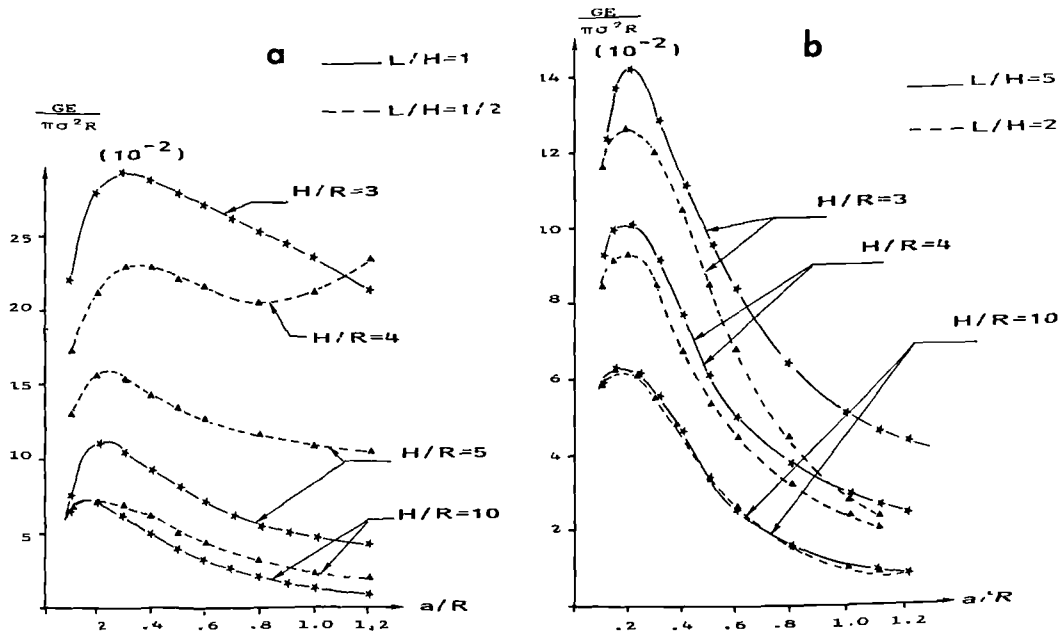 a
L/H=1
L/H=1/2
GE
πσ²R
(10⁻²)
H/R=3
H/R=4
H/R=5
H/R=10
25
20
15
10
5
.2 .4 .6 .8 1.0 1,2
a/R
b
GE
πσ²R
(10⁻²)
L/H=5
L/H=2
H/R=3
H/R=4
H/R=10
14
12
10
8
6
4
2
.2 .4 .6 .8 1.0 1.2
a/R